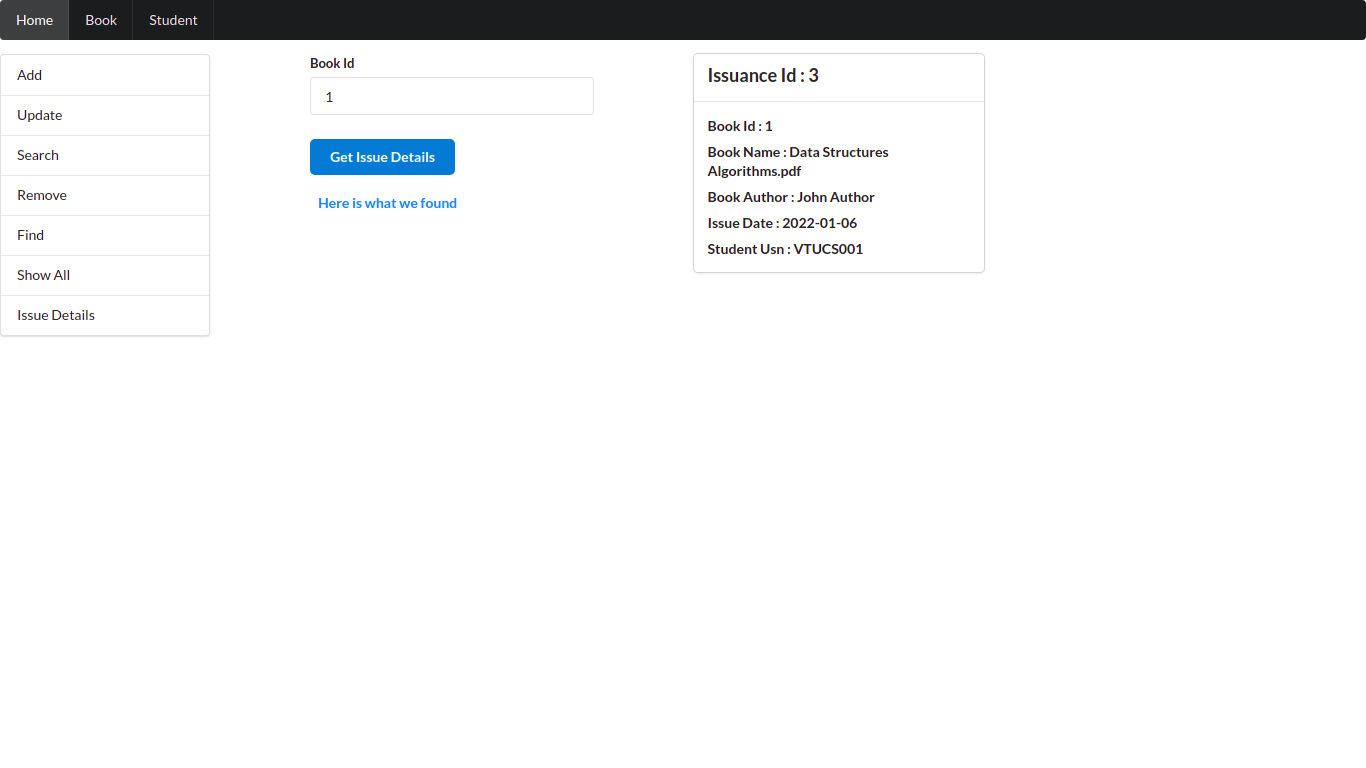 Home Book Student
Add
Update
Search
Remove
Find
Show All
Issue Details
Book Id
1
Get Issue Details
Here is what we found
Issuance Id : 3
Book Id : 1
Book Name : Data Structures
Algorithms.pdf
Book Author : John Author
Issue Date : 2022-01-06
Student Usn : VTUCS001